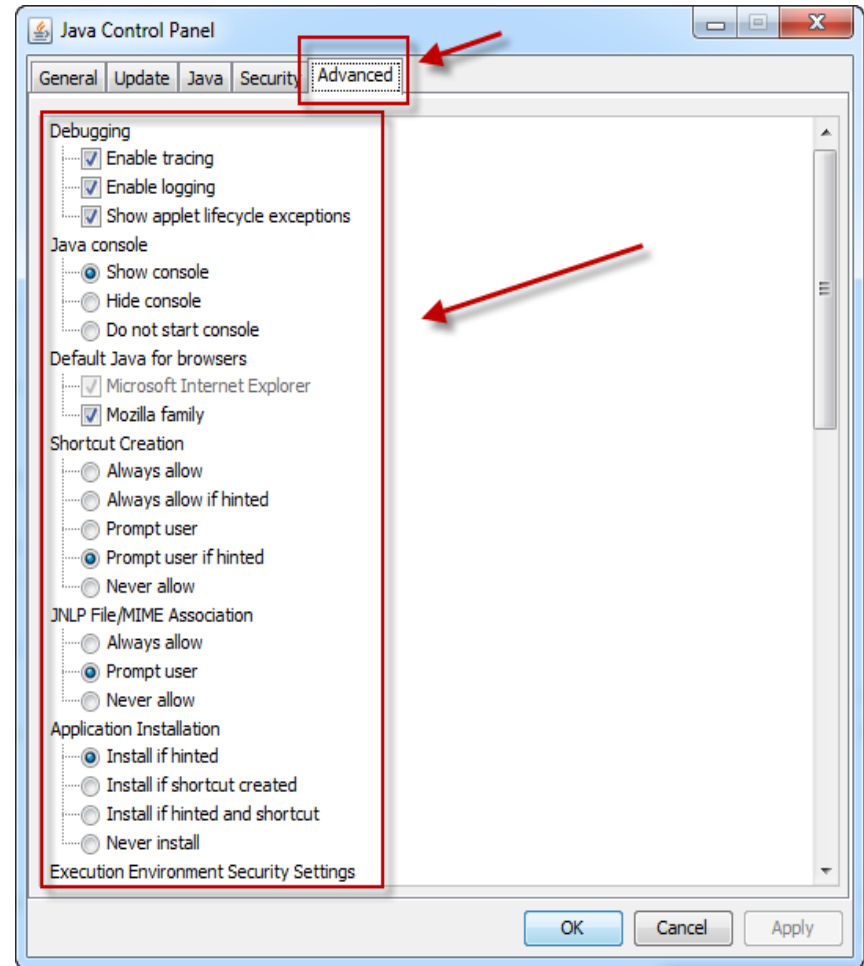 Java Control Panel
General Update Java Security Advanced
Debugging
Enable tracing
Enable logging
Show applet lifecycle exceptions
Java console
Show console
Hide console
Do not start console
Default Java for browsers
Microsoft Internet Explorer
Mozilla family
Shortcut Creation
Always allow
Always allow if hinted
Prompt user
Prompt user if hinted
Never allow
JNLP File/MIME Association
Always allow
Prompt user
Never allow
Application Installation
Install if hinted
Install if shortcut created
Install if hinted and shortcut
Never install
Execution Environment Security Settings
OK Cancel Apply